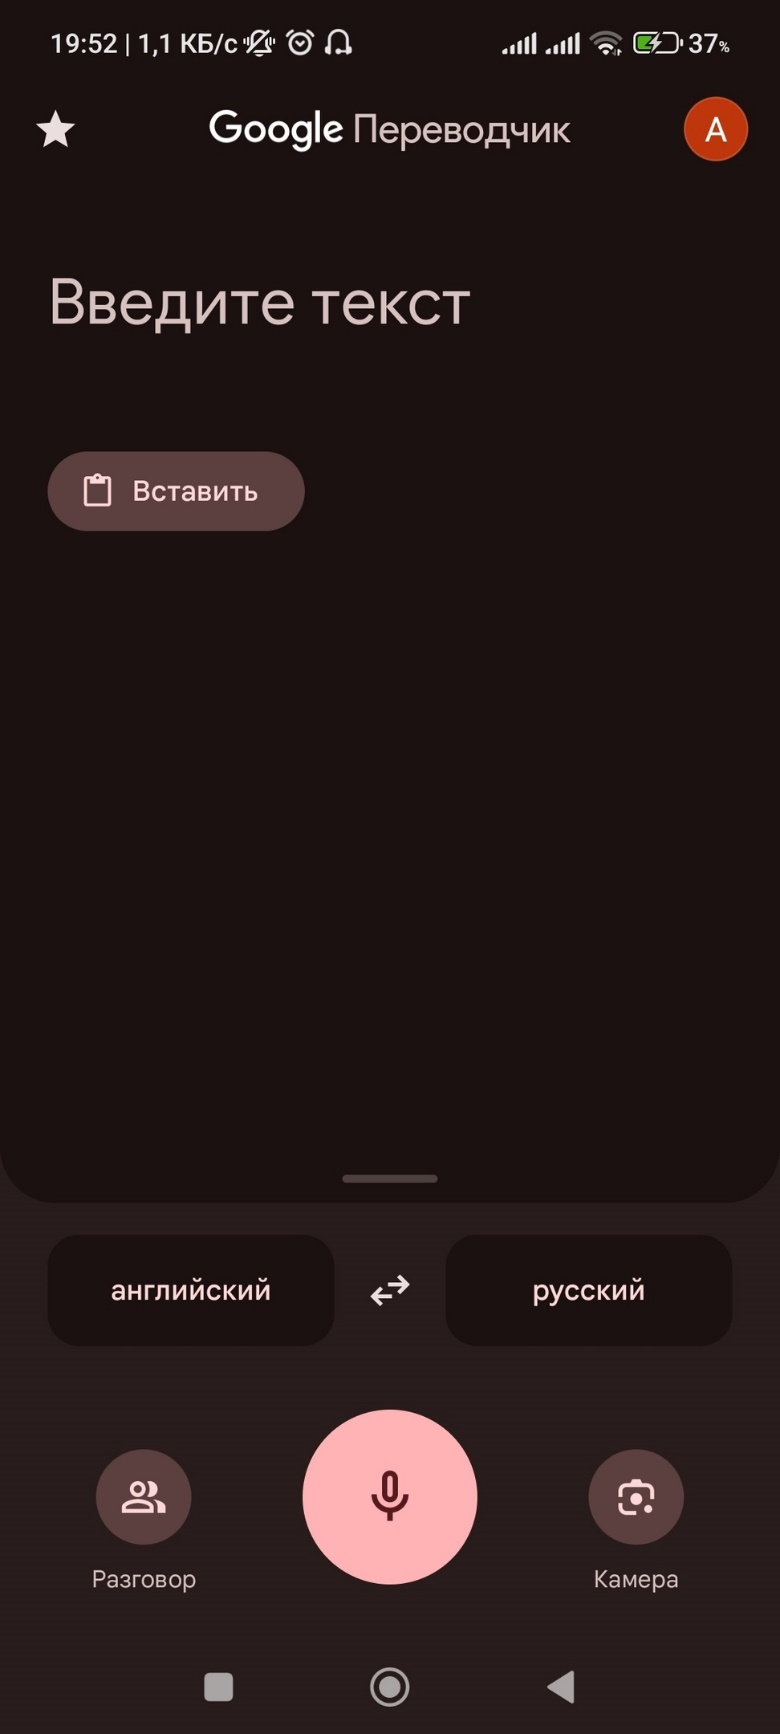 19:52 | 1,1 КБ/с 37%
Google Переводчик A
Введите текст
Вставить
английский русский
Разговор Камера